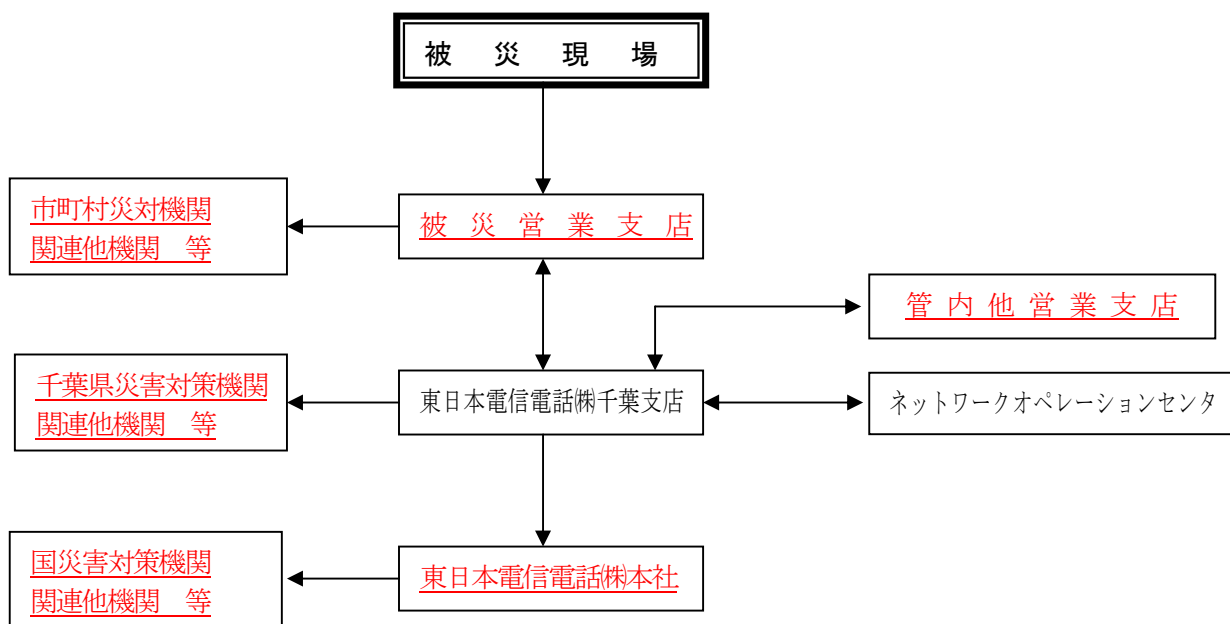 被災現場
市町村災対機関
関連他機関　等
被災営業支店
管内他営業支店
千葉県災害対策機関
関連他機関　等
東日本電信電話㈱千葉支店
ネットワークオペレーションセンタ
国災害対策機関
関連他機関　等
東日本電信電話㈱本社